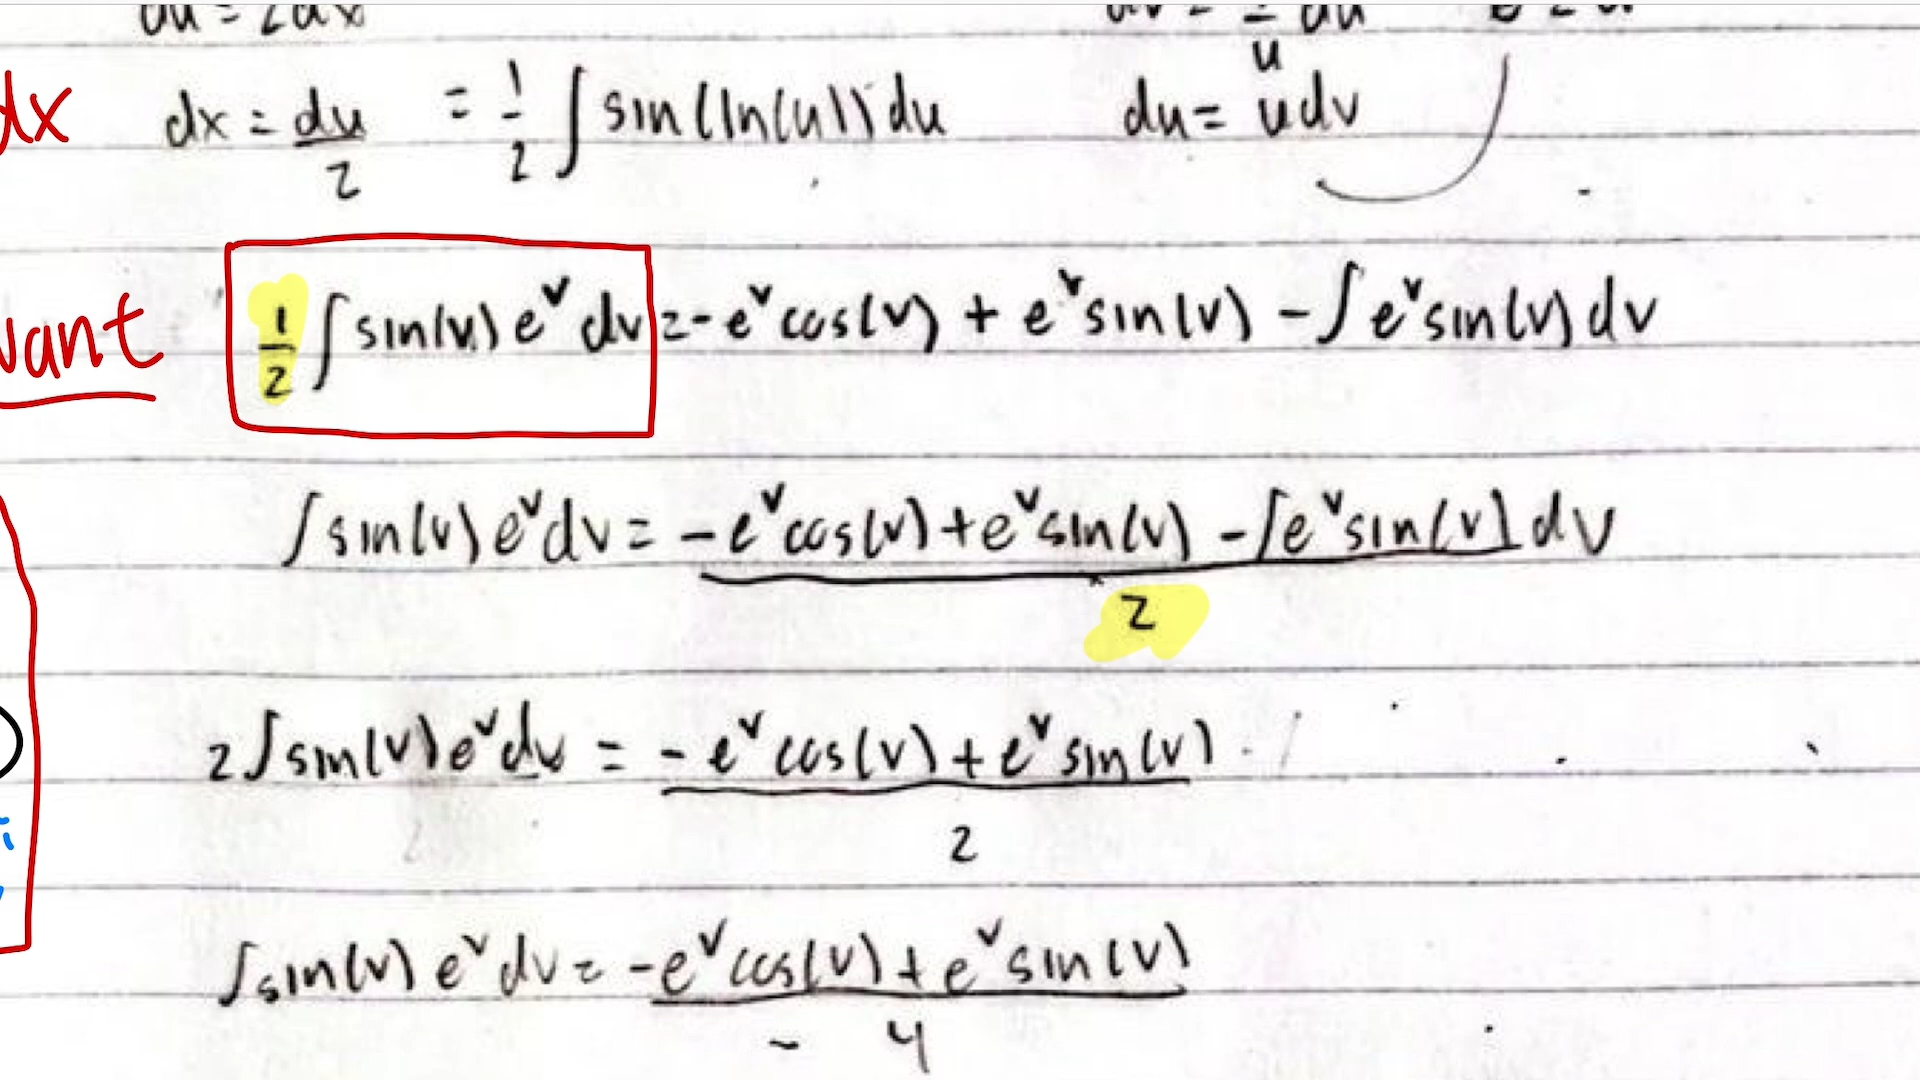 du = 2dx
dx dx = du/2 = 1/2 ∫ sin(ln(u)) du du = u dv
want 1/2 ∫ sin(v) e^v dv = -e^v cos(v) + e^v sin(v) - ∫ e^v sin(v) dv
∫ sin(v) e^v dv = -e^v cos(v) + e^v sin(v) - ∫ e^v sin(v) dv
2
2 ∫ sin(v) e^v dv = -e^v cos(v) + e^v sin(v)
2
∫ sin(v) e^v dv = -e^v cos(v) + e^v sin(v)
4